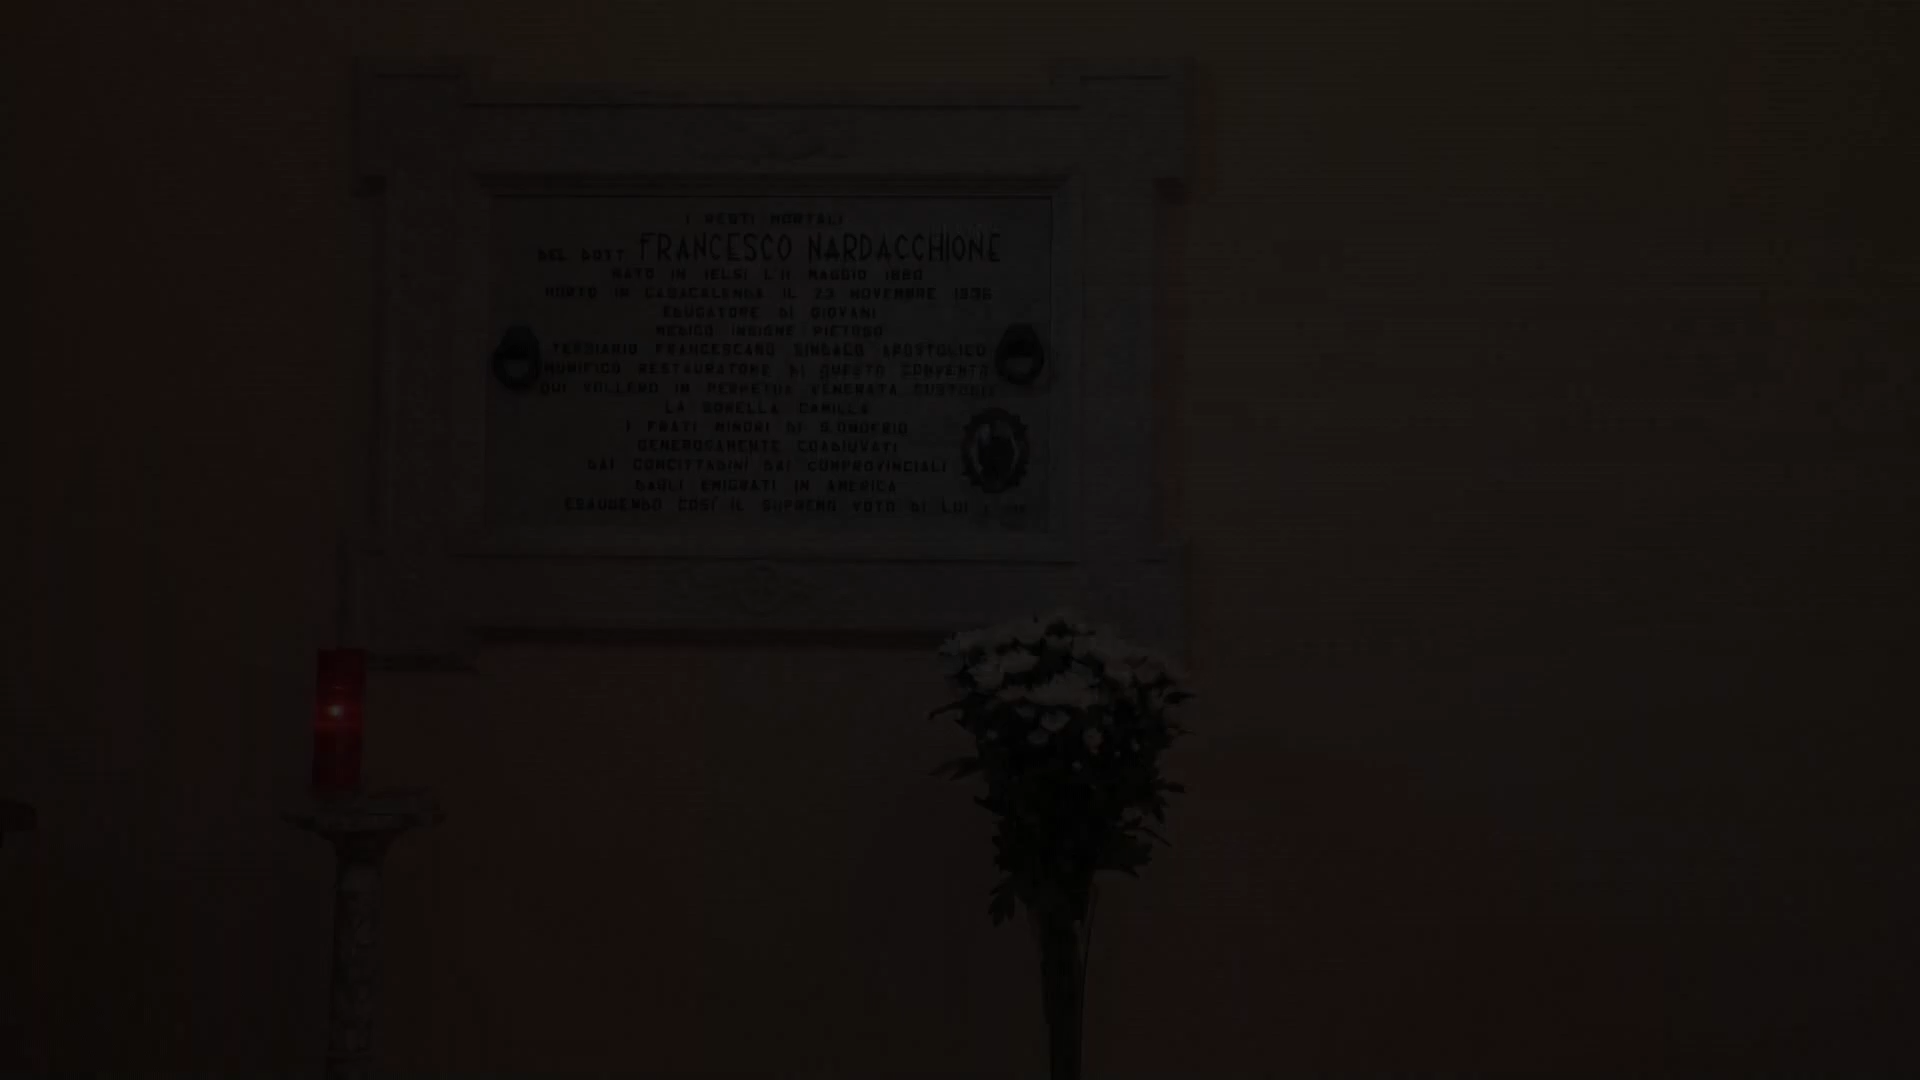 I RESTI MORTALI
DEL DOTT FRANCESCO NARDACCHIONE
NATO IN IELSI L'11 MAGGIO 1880
MORTO IN CASACALENDA IL 23 NOVEMBRE 1936
EDUCATORE DI GIOVANI
MEDICO INSIGNE PIETOSO
TERZIARIO FRANCESCANO SINDACO APOSTOLICO
MUNIFICO RESTAURATORE DI QUESTO CONVENTO
QUI VOLLERO IN PERPETUA VENERATA CUSTODIA
LA SORELLA CAMILLA
I FRATI MINORI DI S.ONOFRIO
GENEROSAMENTE COADIUVATI
DAI CONCITTADINI DAI COMPROVINCIALI
DAGLI EMIGRATI IN AMERICA
ESAUDENDO COSÍ IL SUPREMO VOTO DI LUI